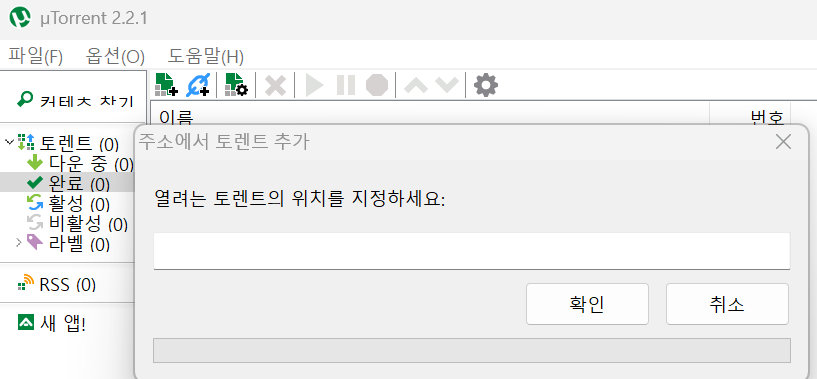 µTorrent 2.2.1
파일(F) 옵션(O) 도움말(H)
컨테츠 찾기
이름 번호
토렌트 (0)
다운 중 (0)
완료 (0)
활성 (0)
비활성 (0)
라벨 (0)
RSS (0)
새 앱!
주소에서 토렌트 추가
열려는 토렌트의 위치를 지정하세요:
확인 취소